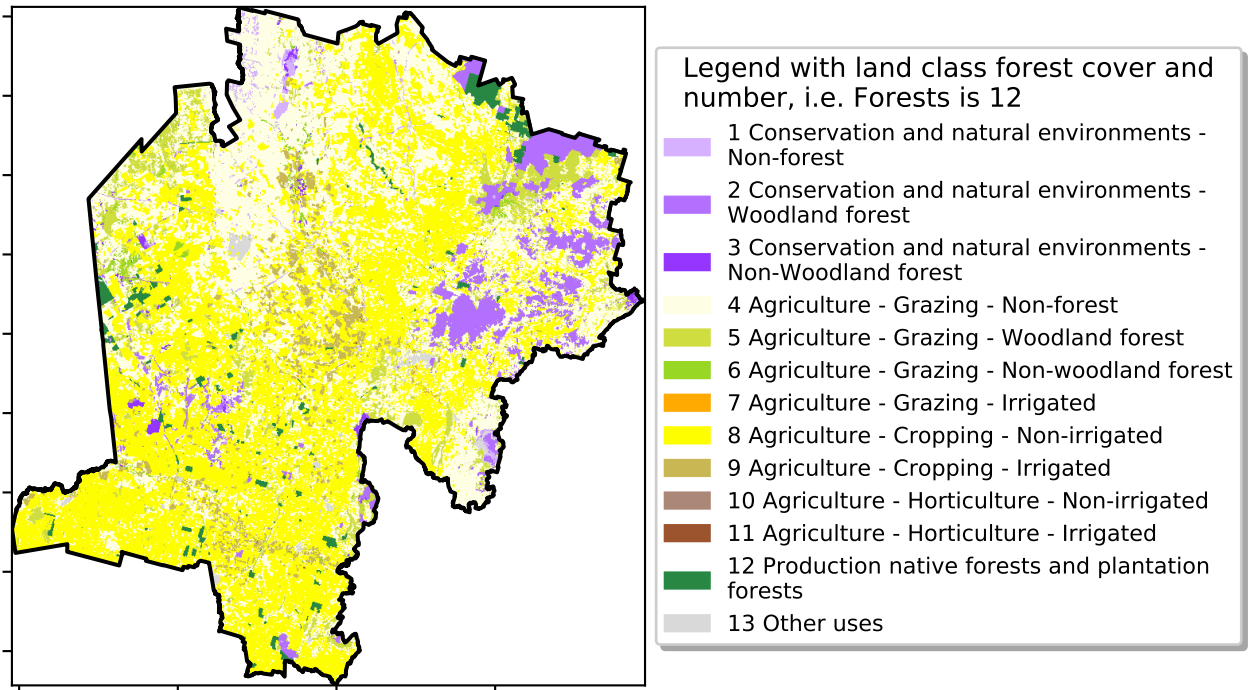 Legend with land class forest cover and
number, i.e. Forests is 12
1 Conservation and natural environments -
Non-forest
2 Conservation and natural environments -
Woodland forest
3 Conservation and natural environments -
Non-Woodland forest
4 Agriculture - Grazing - Non-forest
5 Agriculture - Grazing - Woodland forest
6 Agriculture - Grazing - Non-woodland forest
7 Agriculture - Grazing - Irrigated
8 Agriculture - Cropping - Non-irrigated
9 Agriculture - Cropping - Irrigated
10 Agriculture - Horticulture - Non-irrigated
11 Agriculture - Horticulture - Irrigated
12 Production native forests and plantation
forests
13 Other uses